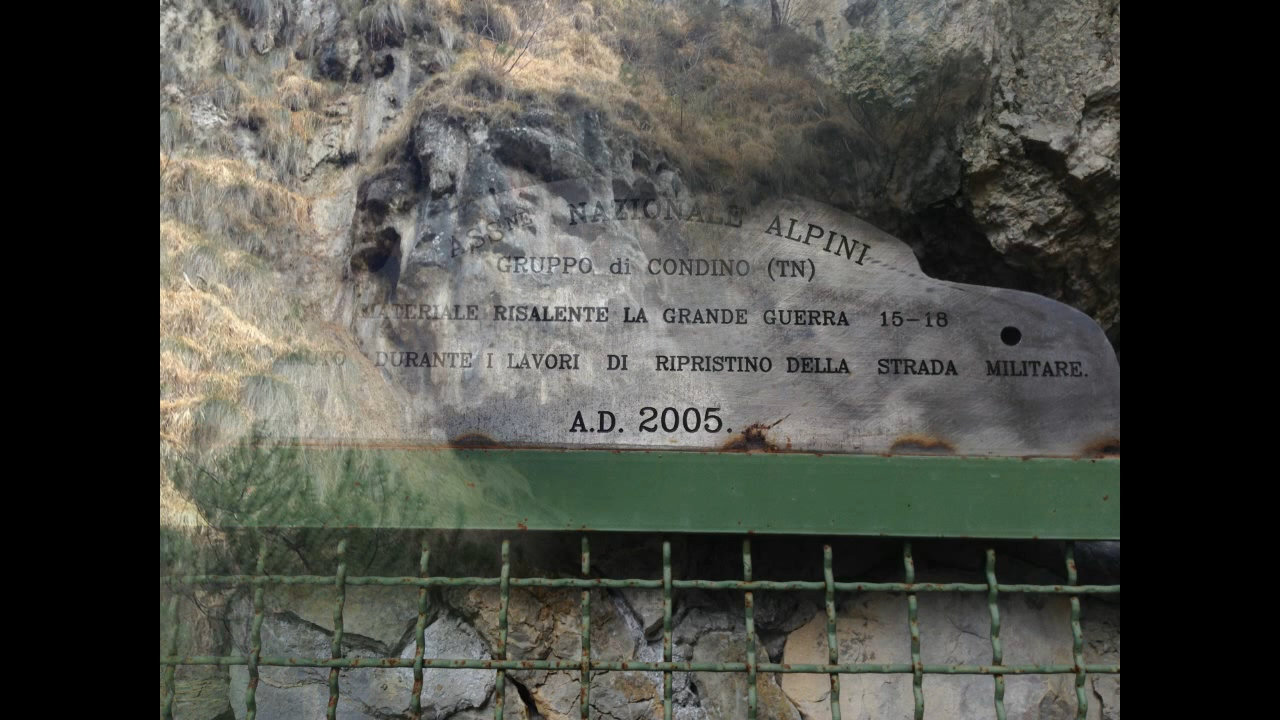 ASS.NE NAZIONALE ALPINI
GRUPPO di CONDINO (TN)
MATERIALE RISALENTE LA GRANDE GUERRA 15-18
DURANTE I LAVORI DI RIPRISTINO DELLA STRADA MILITARE.
A.D. 2005.